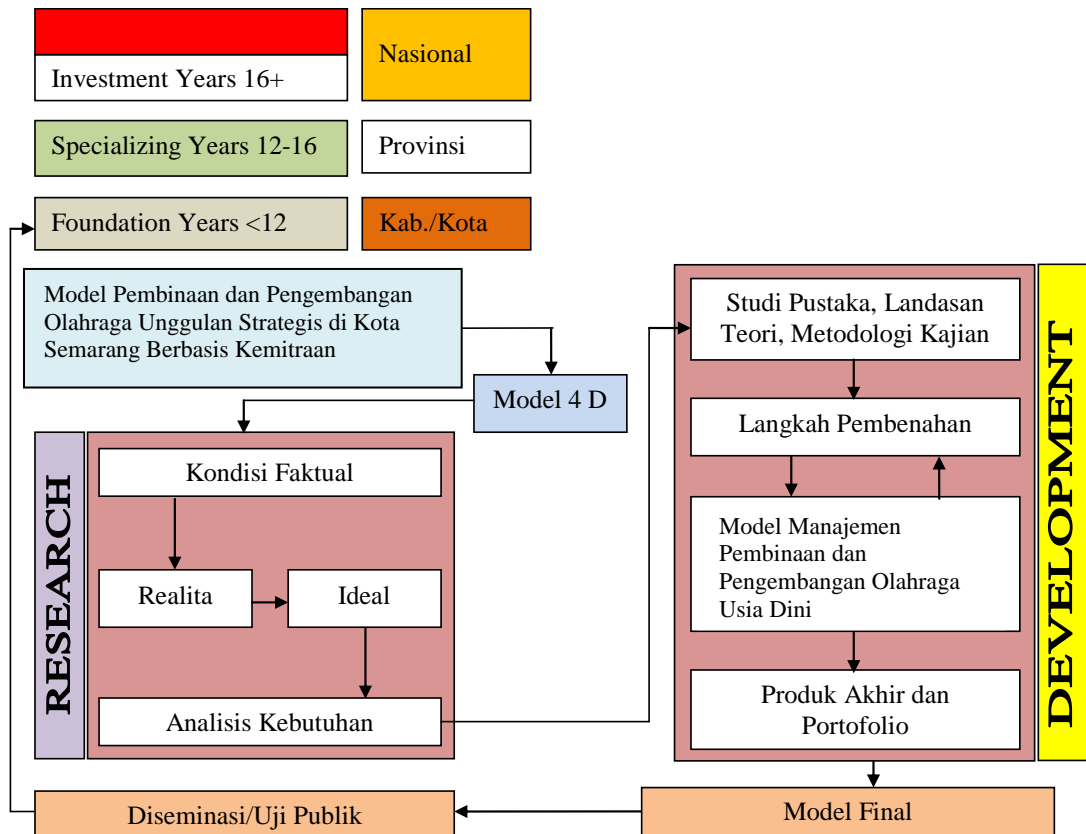 Investment Years 16+
Nasional
Specializing Years 12-16
Provinsi
Foundation Years <12
Kab./Kota
Model Pembinaan dan Pengembangan
Olahraga Unggulan Strategis di Kota
Semarang Berbasis Kemitraan
Model 4 D
RESEARCH
Kondisi Faktual
Realita
Ideal
Analisis Kebutuhan
Studi Pustaka, Landasan
Teori, Metodologi Kajian
Langkah Pembenahan
Model Manajemen
Pembinaan dan
Pengembangan Olahraga
Usia Dini
Produk Akhir dan
Portofolio
DEVELOPMENT
Diseminasi/Uji Publik
Model Final